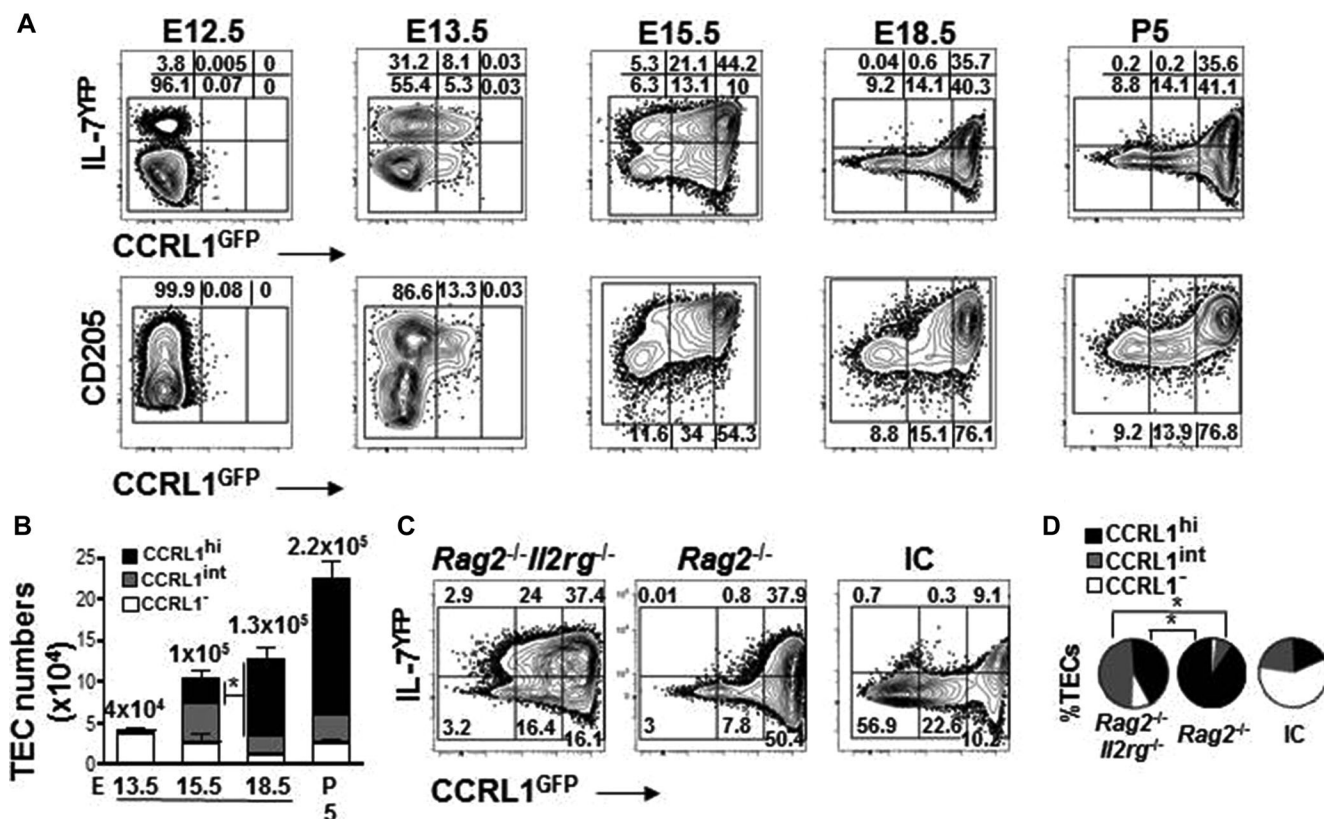 A
E12.5 E13.5 E15.5 E18.5 P5
3.8 0.005 0
96.1 0.07 0
31.2 8.1 0.03
55.4 5.3 0.03
5.3 21.1 44.2
6.3 13.1 10
0.04 0.6 35.7
9.2 14.1 40.3
0.2 0.2 35.6
8.8 14.1 41.1
IL-7YFP
CCRL1GFP
99.9 0.08 0
86.6 13.3 0.03
11.6 34 54.3
8.8 15.1 76.1
9.2 13.9 76.8
CD205
CCRL1GFP
B
CCRL1hi
CCRL1int
CCRL1-
TEC numbers
(x10⁴)
25
20
15
10
5
0
4x10⁴
1x10⁵
*
1.3x10⁵
2.2x10⁵
E 13.5 15.5 18.5 P
5
C
Rag2-/-Il2rg-/- Rag2-/- IC
2.9 24 37.4
3.2 16.4 16.1
0.01 0.8 37.9
3 7.8 50.4
0.7 0.3 9.1
56.9 22.6 10.2
IL-7YFP
CCRL1GFP
D
CCRL1hi
CCRL1int
CCRL1-
*
*
%TECs
Rag2-/-
Il2rg-/-
Rag2-/-
IC